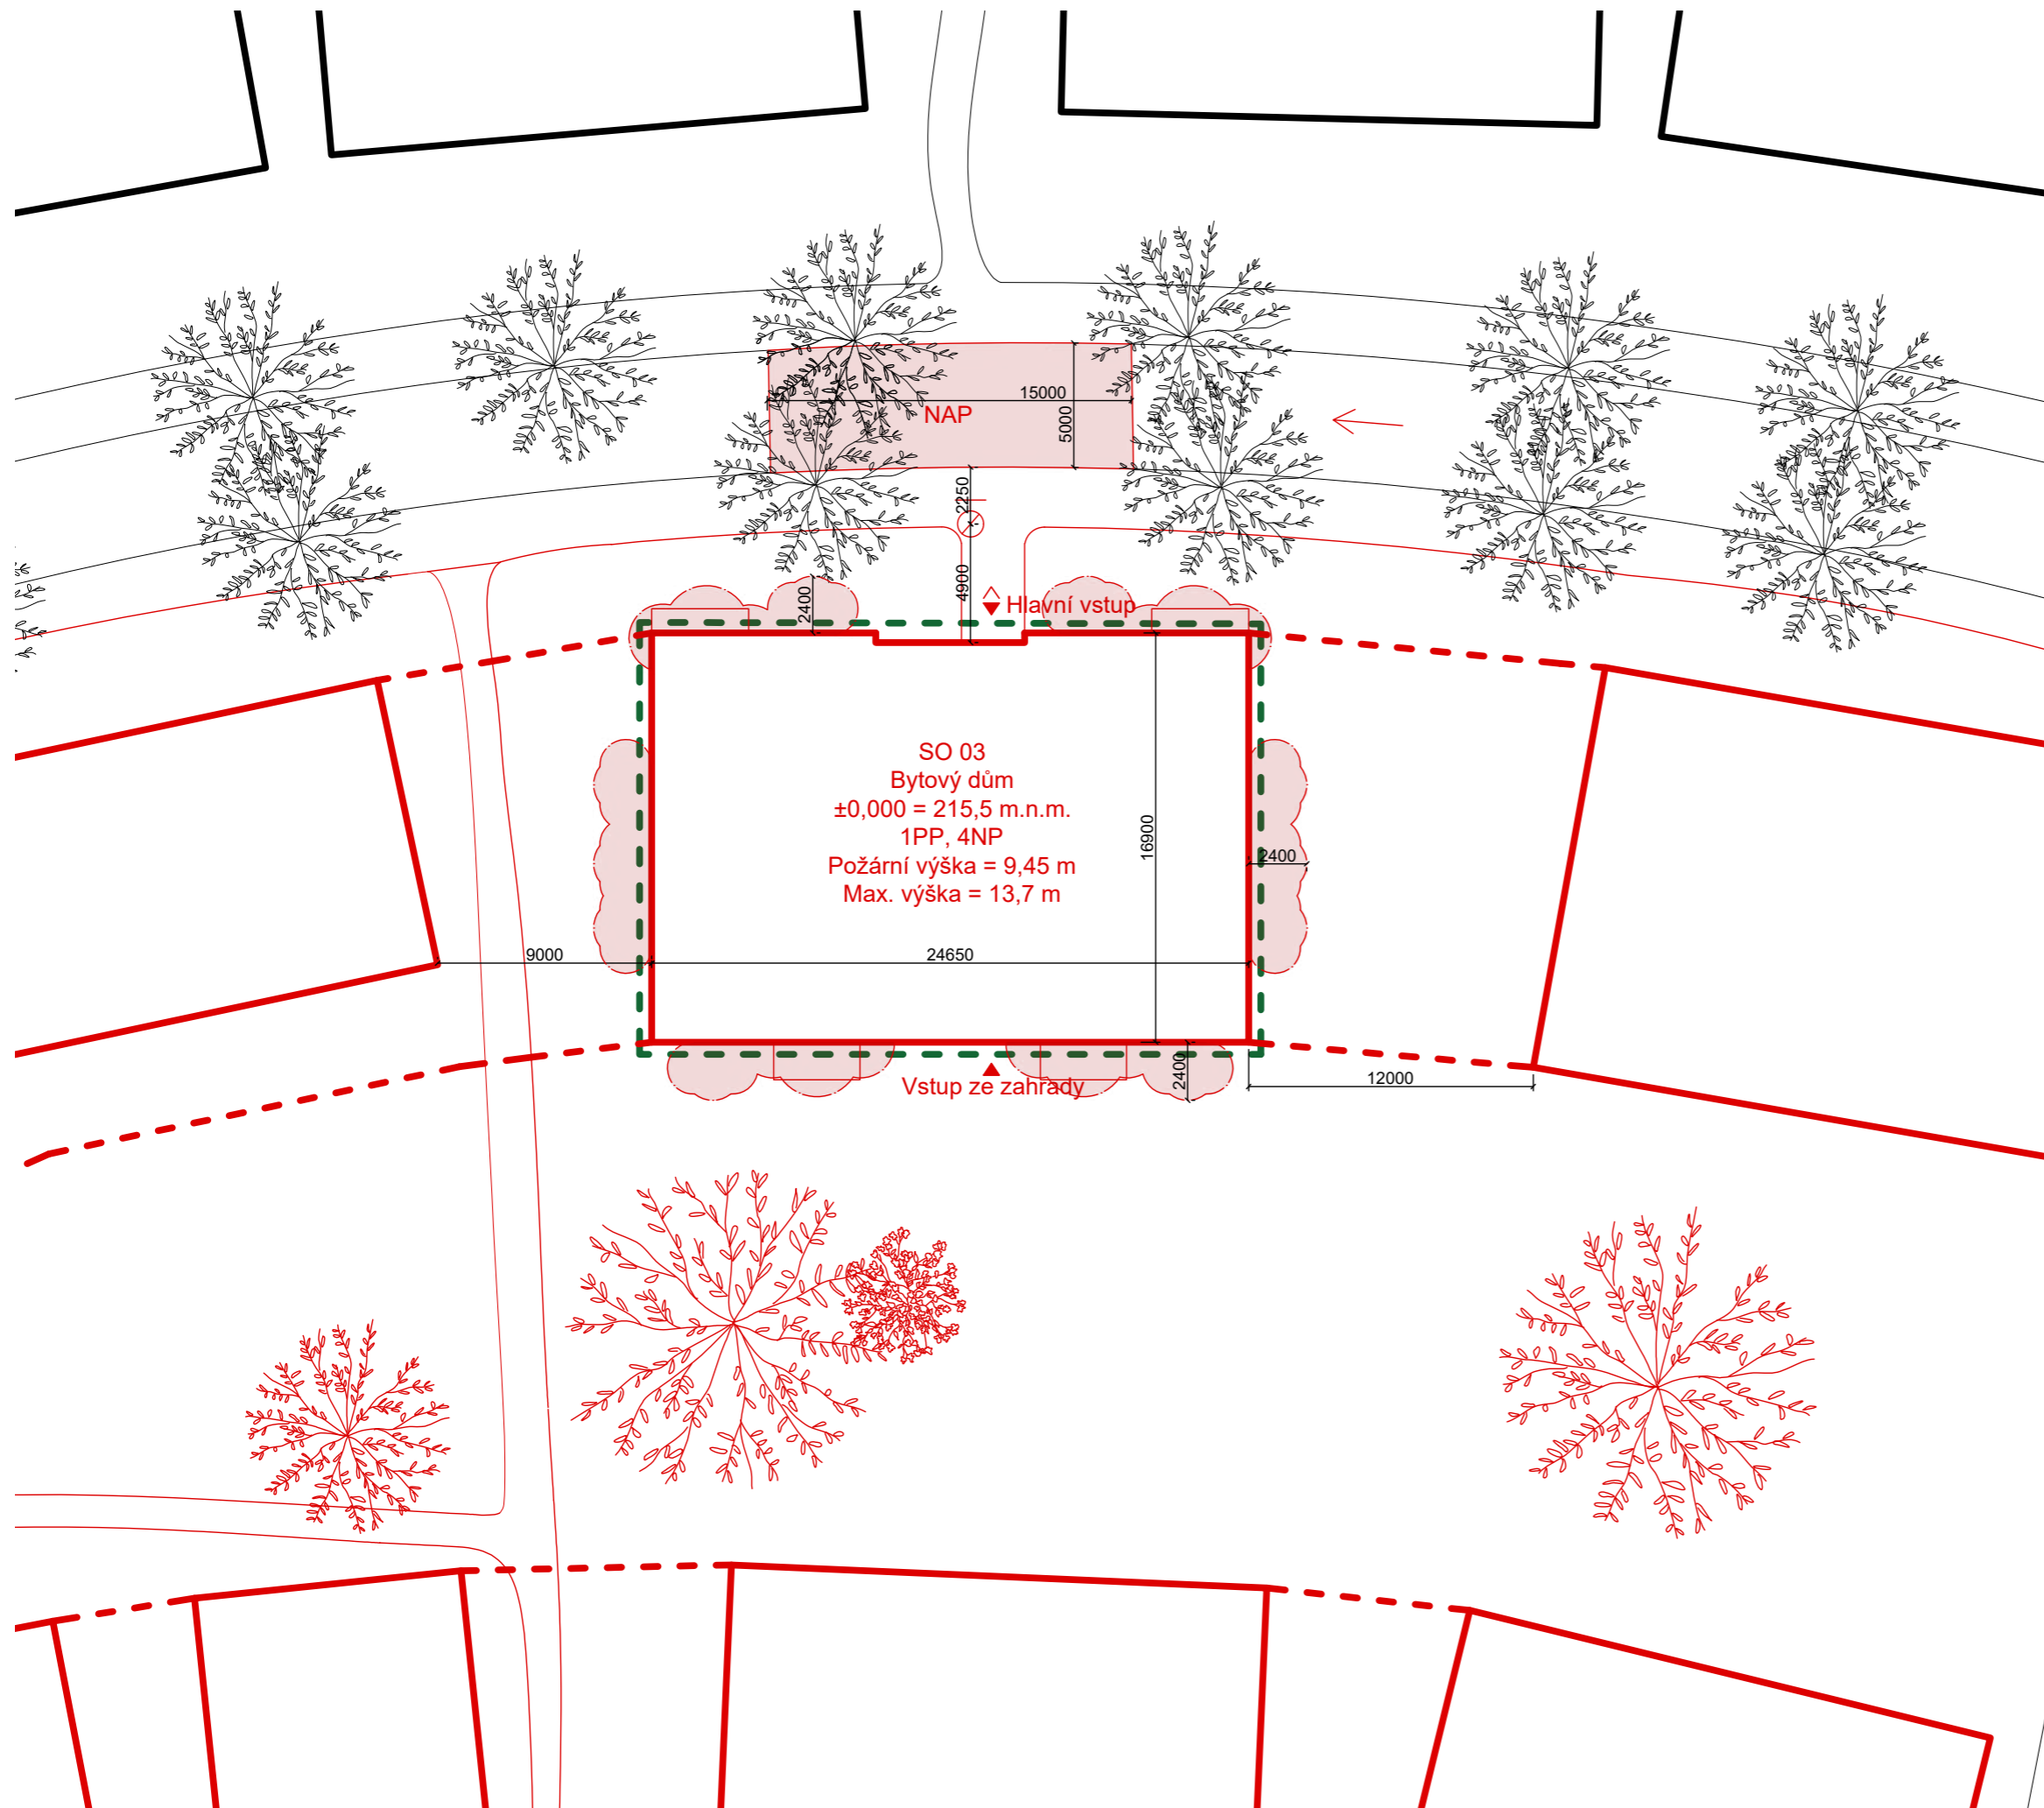 15000
NAP
5000
2250
4900
2400
Hlavní vstup
SO 03
Bytový dům
±0,000 = 215,5 m.n.m.
1PP, 4NP
Požární výška = 9,45 m
Max. výška = 13,7 m
16900
2400
9000
24650
2400
12000
Vstup ze zahrady